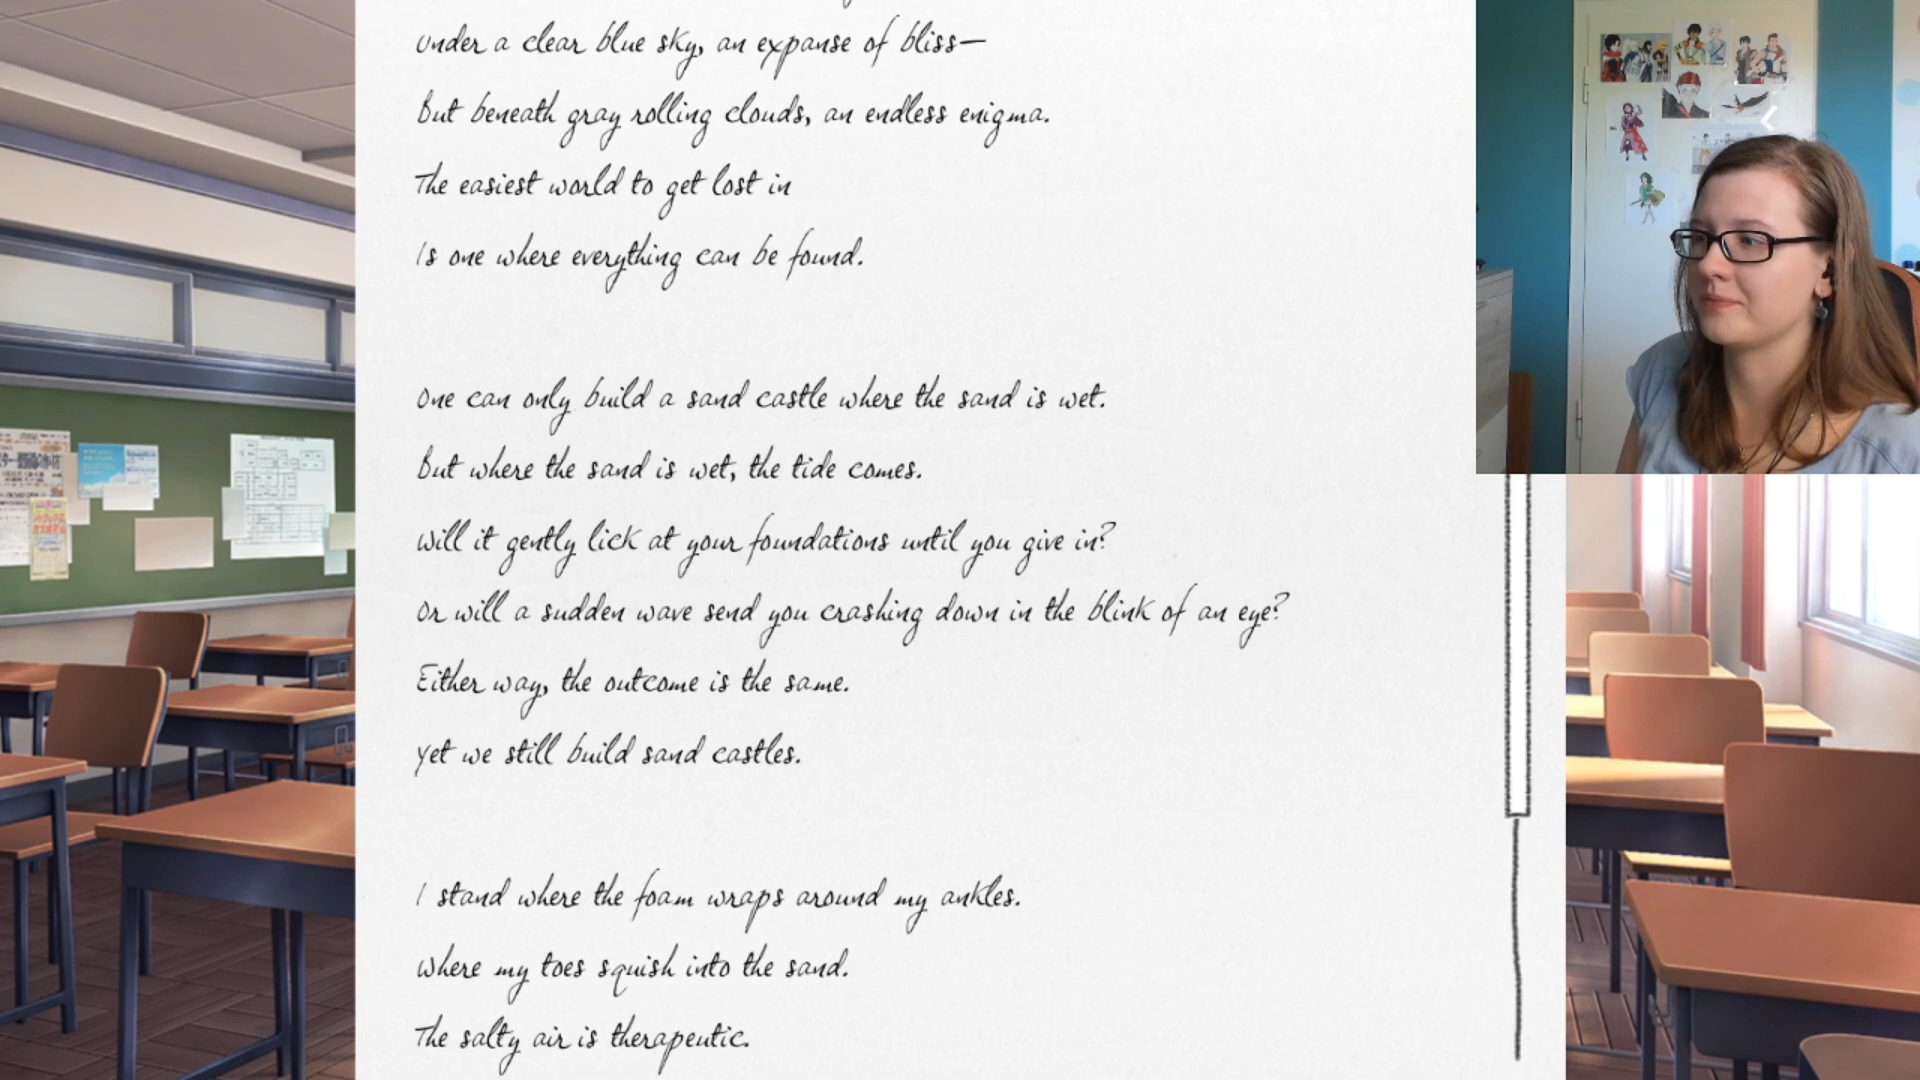 Under a clear blue sky, an expanse of bliss—
But beneath gray rolling clouds, an endless enigma.
The easiest world to get lost in
Is one where everything can be found.
One can only build a sand castle where the sand is wet.
But where the sand is wet, the tide comes.
Will it gently lick at your foundations until you give in?
Or will a sudden wave send you crashing down in the blink of an eye?
Either way, the outcome is the same.
Yet we still build sand castles.
I stand where the foam wraps around my ankles.
Where my toes squish into the sand.
The salty air is therapeutic.